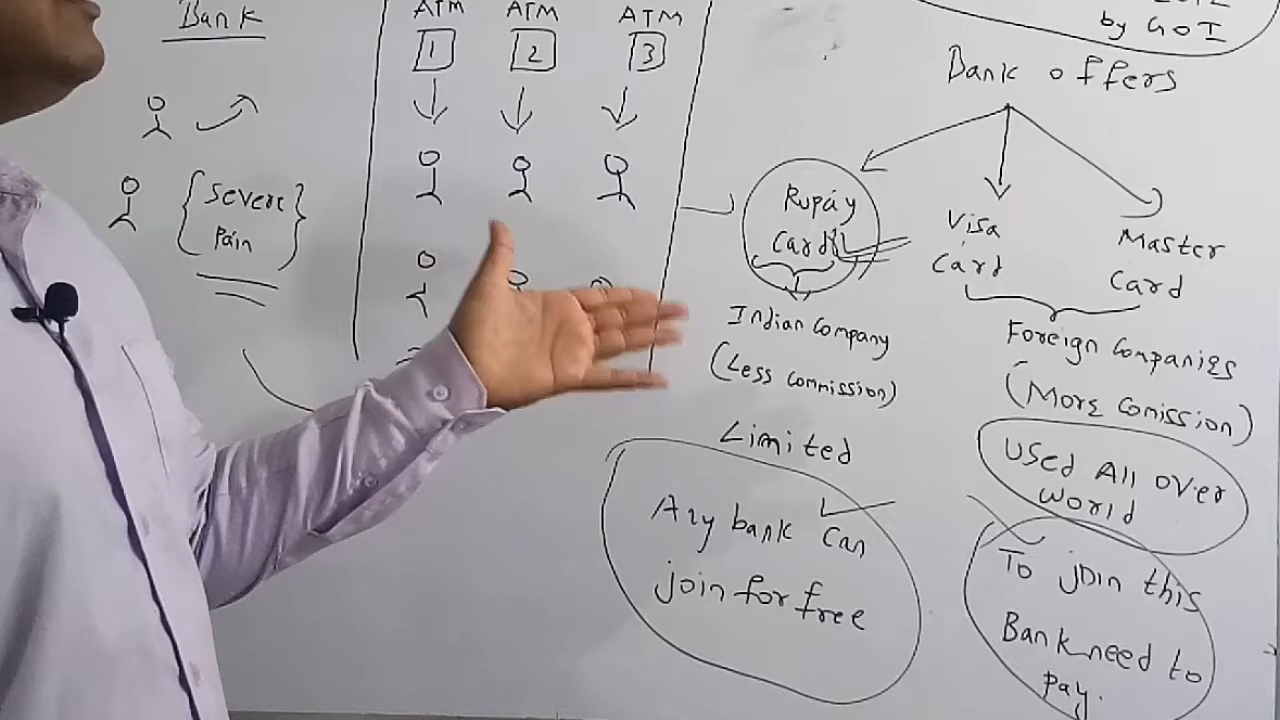 Bank
{Severe
Pain}
ATM ATM ATM
1 2 3
by GOI
Bank offers
Rupay
Card
Visa
Card
Master
Card
Indian Company
(Less Commission)
Foreign Companies
(More Comission)
Limited
Any bank Can
join for free
Used All over
World
To join this
Bank need to
pay.